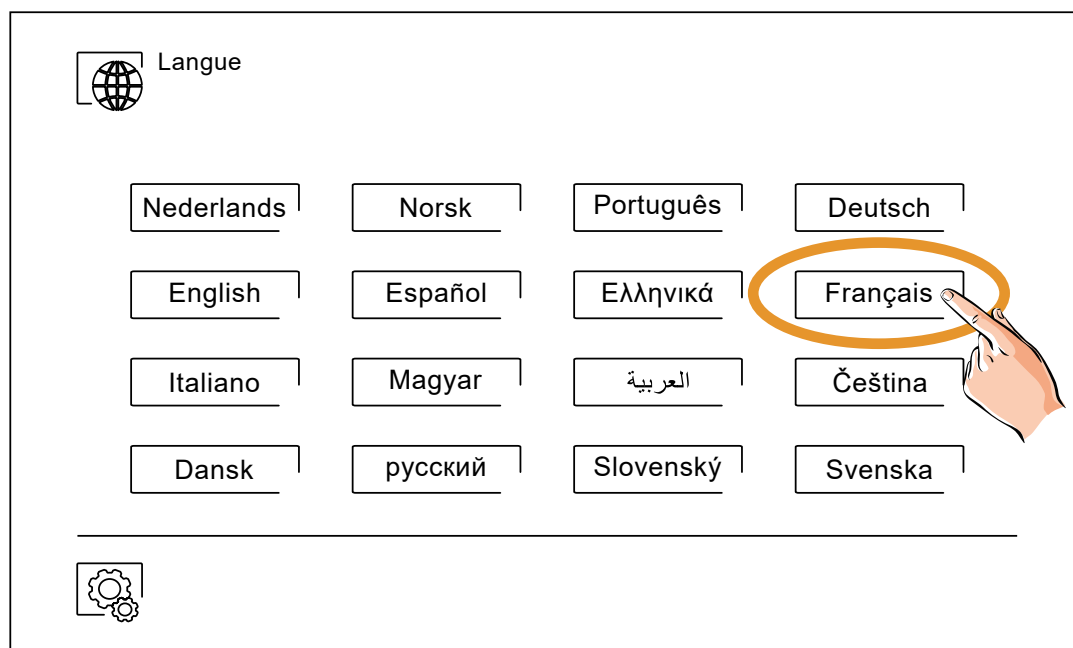 Langue
Nederlands
Norsk
Português
Deutsch
English
Español
Ελληνικά
Français
Italiano
Magyar
العربية
Čeština
Dansk
русский
Slovenský
Svenska